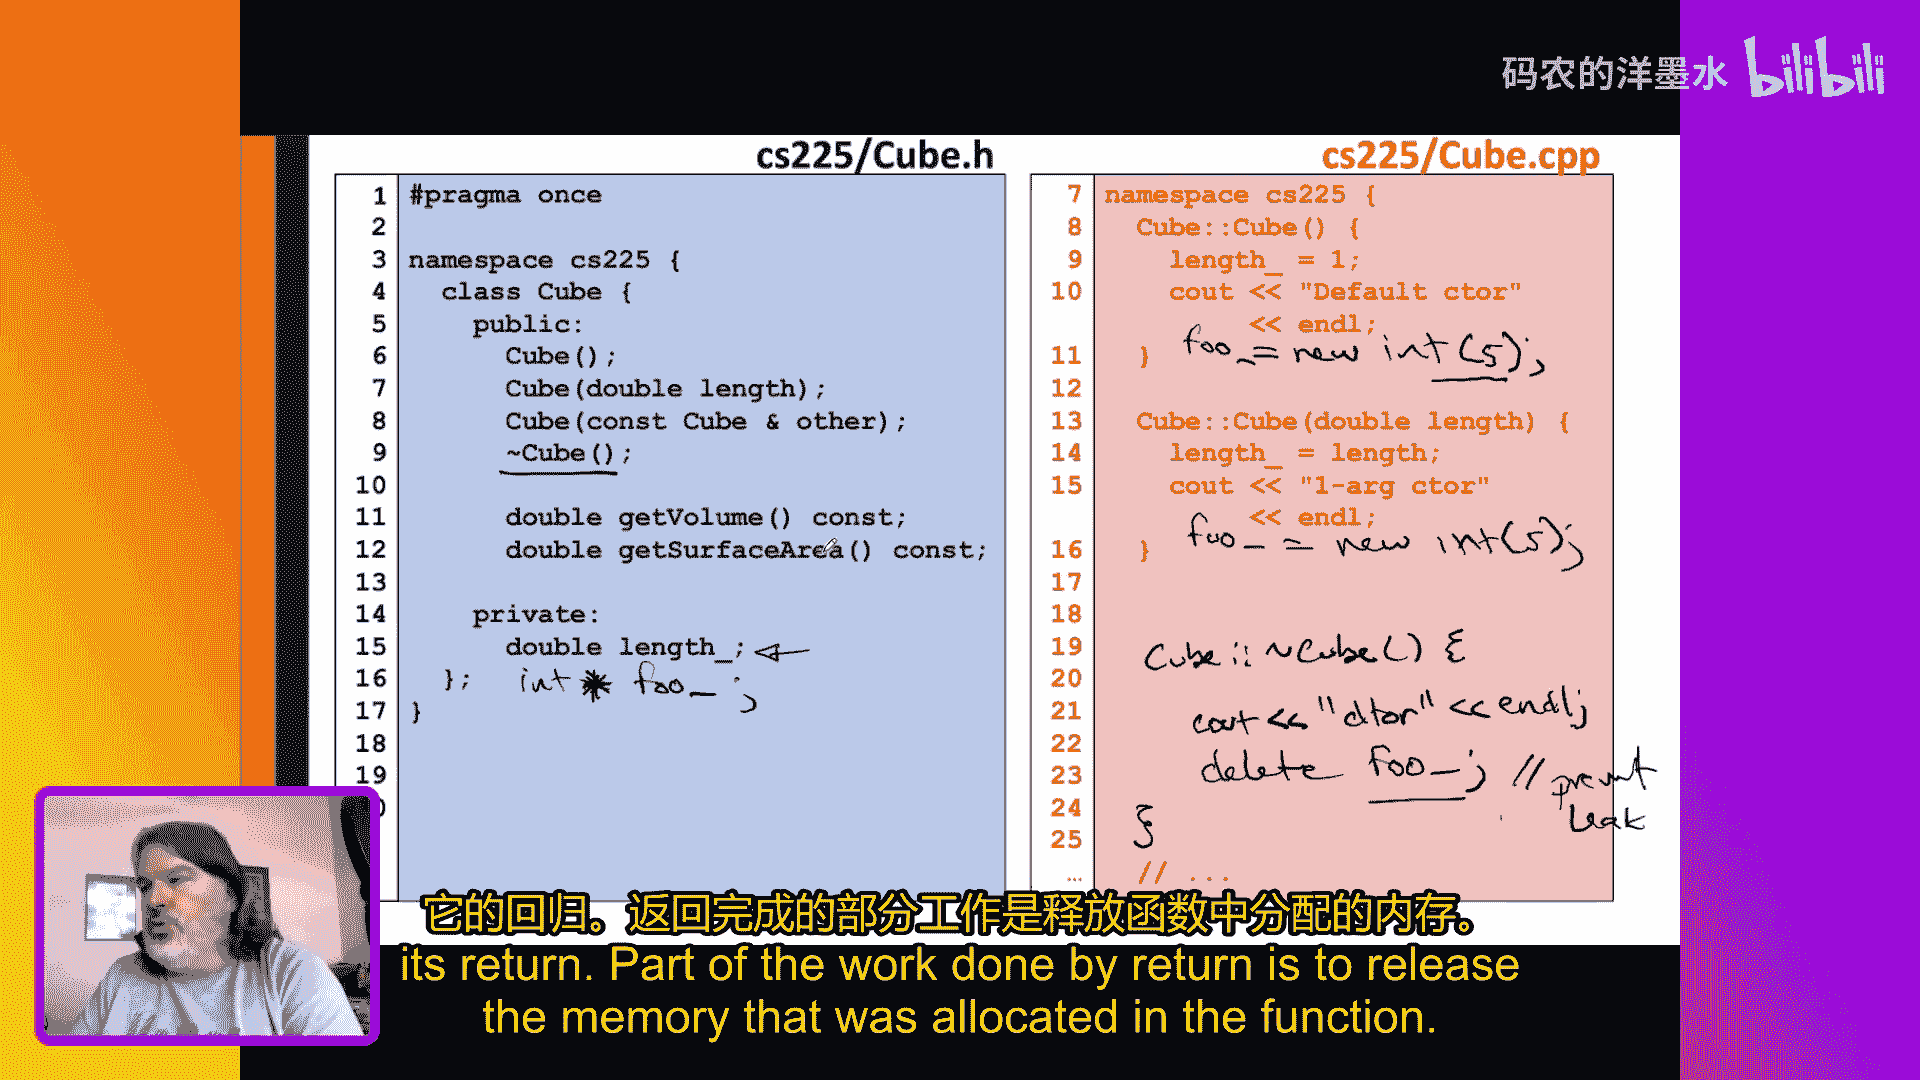 码农的洋墨水 bilibili
cs225/Cube.h
1 #pragma once
2
3 namespace cs225 {
4 class Cube {
5 public:
6 Cube();
7 Cube(double length);
8 Cube(const Cube & other);
9 ~Cube();
10
11 double getVolume() const;
12 double getSurfaceArea() const;
13
14 private:
15 double length_;
16 }; int * foo_;
17 }
18
19
cs225/Cube.cpp
7 namespace cs225 {
8 Cube::Cube() {
9 length_ = 1;
10 cout << "Default ctor"
<< endl;
11 } foo_ = new int(5);
12
13 Cube::Cube(double length) {
14 length_ = length;
15 cout << "1-arg ctor"
<< endl;
16 } foo_ = new int(5);
17
18
19 Cube::~Cube() {
20
21 cout << "dtor" << endl;
22
23 delete foo_; // prevent
24 } leak
25
... // ...
它的回归。返回完成的部分工作是释放函数中分配的内存。
its return. Part of the work done by return is to release
the memory that was allocated in the function.